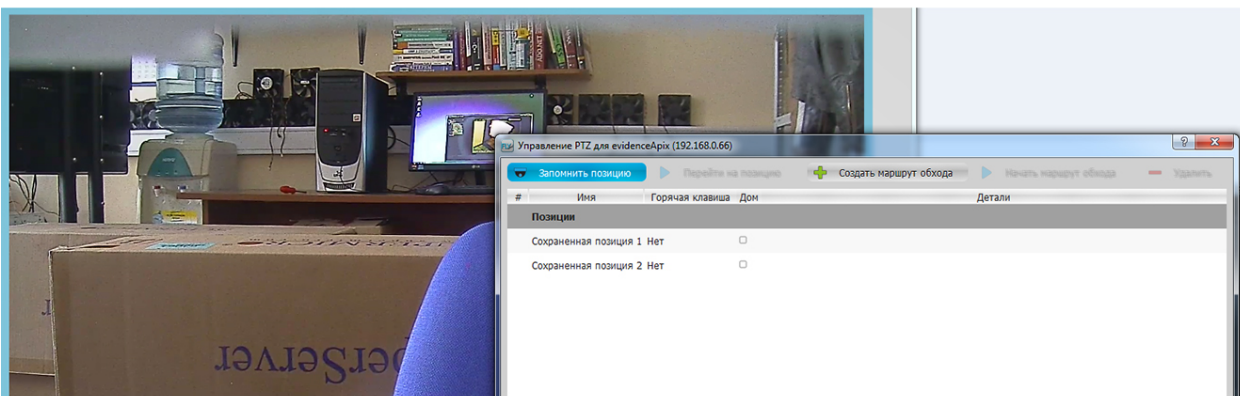 Управление PTZ для evidenceApix (192.168.0.66)
Запомнить позицию Перейти на позицию Создать маршрут обхода Начать маршрут обхода Удалить
# Имя Горячая клавиша Дом Детали
Позиции
Сохраненная позиция 1 Нет
Сохраненная позиция 2 Нет
perServer